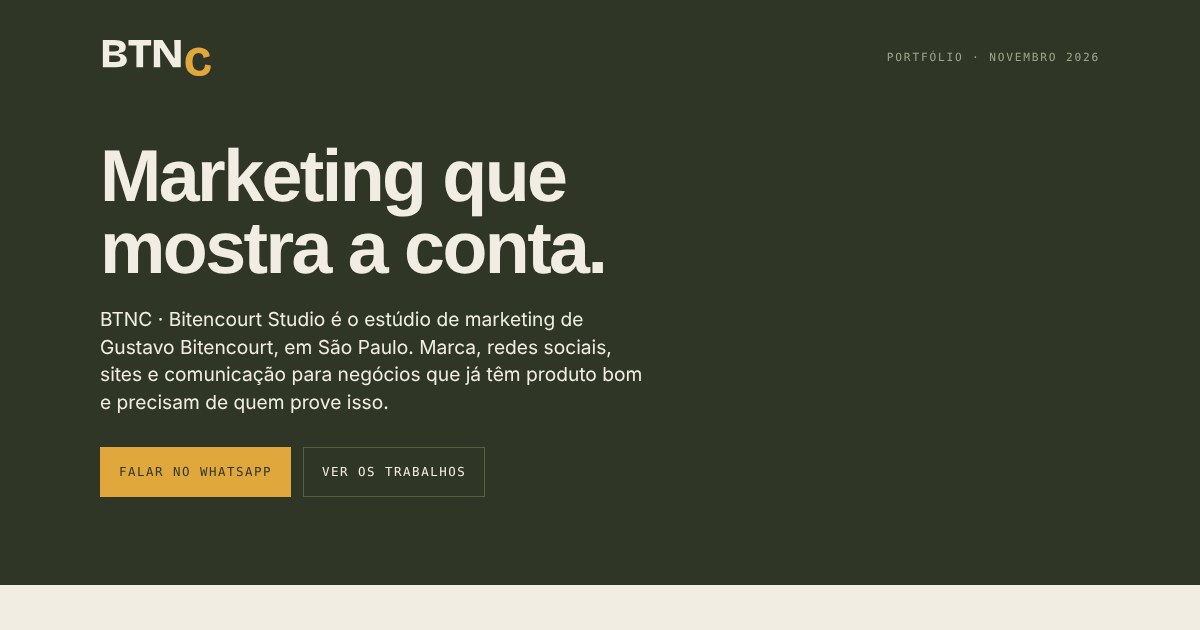 BTNC
PORTFÓLIO · NOVEMBRO 2026
Marketing que
mostra a conta.
BTNC · Bitencourt Studio é o estúdio de marketing de
Gustavo Bitencourt, em São Paulo. Marca, redes sociais,
sites e comunicação para negócios que já têm produto bom
e precisam de quem prove isso.
FALAR NO WHATSAPP
VER OS TRABALHOS